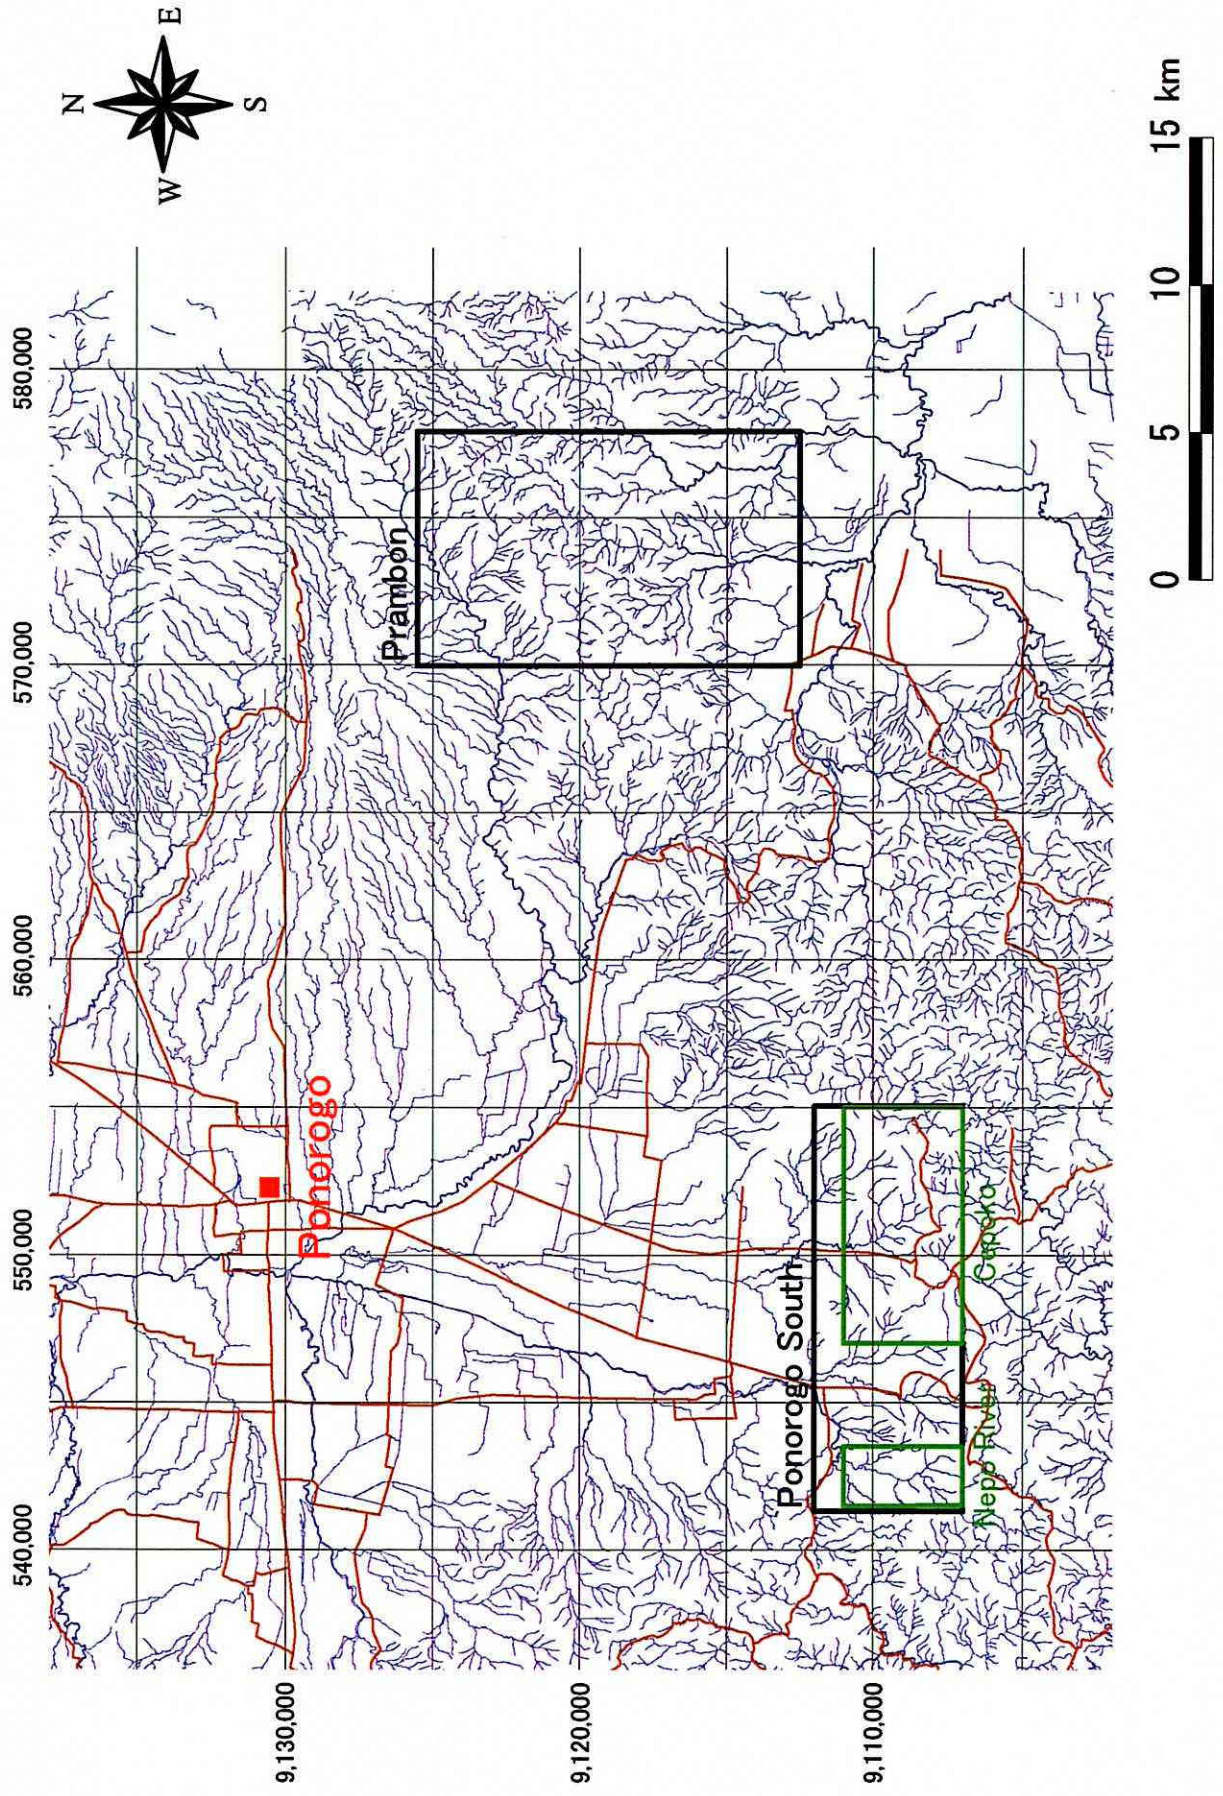 N
W
E
S
540,000
550,000
560,000
570,000
580,000
9,130,000
9,120,000
9,110,000
Ponorogo
Prambon
Ponorogo South
Nepo River
Cepoko
0
5
10
15 km